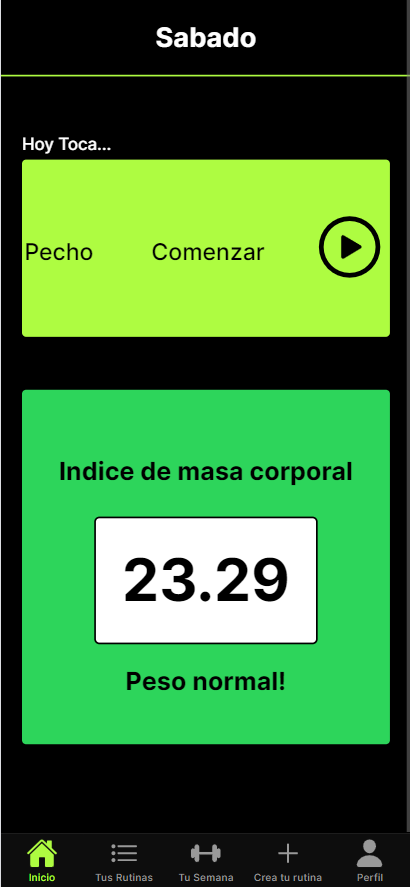 Sabado
Hoy Toca...
Pecho Comenzar
Indice de masa corporal
23.29
Peso normal!
Inicio Tus Rutinas Tu Semana Crea tu rutina Perfil